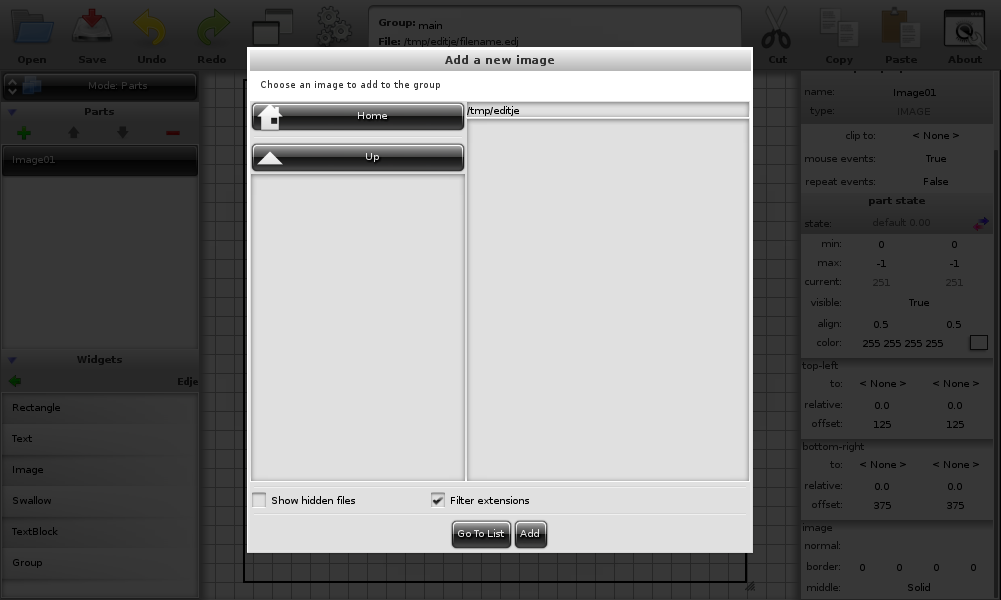 Group: main
File: /tmp/editje/filename.edj
Open
Save
Undo
Redo
Cut
Copy
Paste
About
Mode: Parts
Parts
Image01
Widgets
Edje
Rectangle
Text
Image
Swallow
TextBlock
Group
Add a new image
Choose an image to add to the group
Home
/tmp/editje
Up
Show hidden files
Filter extensions
Go To List
Add
name: Image01
type: IMAGE
clip to: < None >
mouse events: True
repeat events: False
part state
state: default 0.00
min: 0 0
max: -1 -1
current: 251 251
visible: True
align: 0.5 0.5
color: 255 255 255 255
top-left
to: < None > < None >
relative: 0.0 0.0
offset: 125 125
bottom-right
to: < None > < None >
relative: 0.0 0.0
offset: 375 375
image
normal:
border: 0 0 0 0
middle: Solid